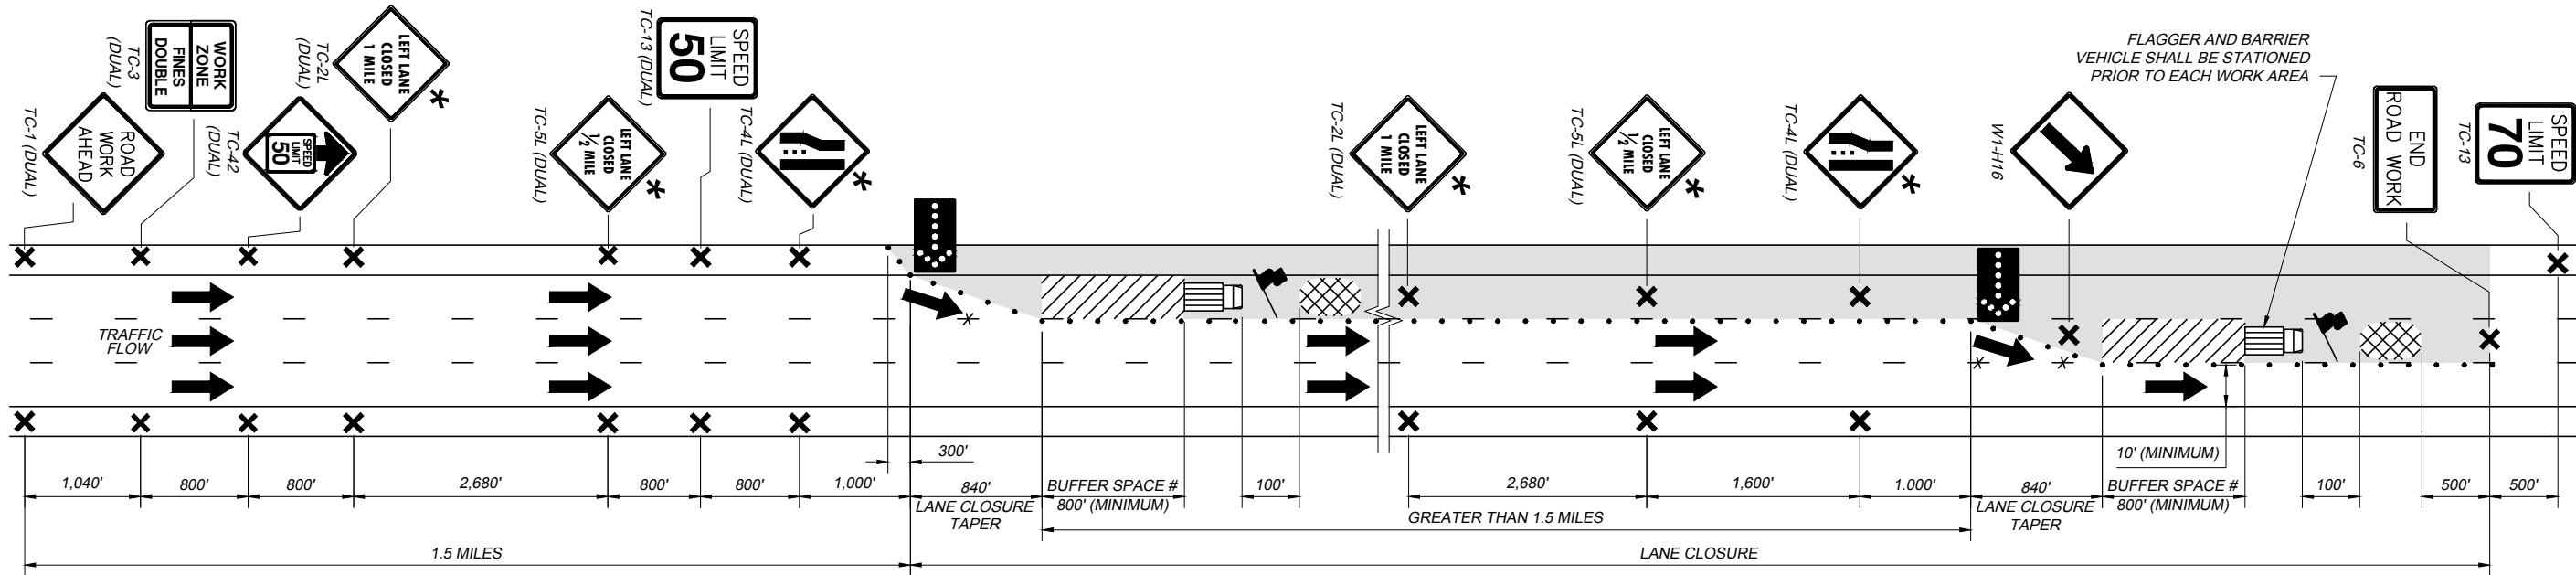 ROAD
WORK
AHEAD
TC-1 (DUAL)
WORK
ZONE
FINES
DOUBLE
TC-3
(DUAL)
SPEED
LIMIT
50
TC-42
(DUAL)
LEFT LANE
CLOSED
1 MILE
*
TC-2L
(DUAL)
LEFT LANE
CLOSED
1/2 MILE
*
TC-5L (DUAL)
SPEED
LIMIT
50
TC-13 (DUAL)
*
TC-4L (DUAL)
LEFT LANE
CLOSED
1 MILE
*
TC-2L (DUAL)
LEFT LANE
CLOSED
1/2 MILE
*
TC-5L (DUAL)
*
TC-4L (DUAL)
W1-H16
FLAGGER AND BARRIER
VEHICLE SHALL BE STATIONED
PRIOR TO EACH WORK AREA
END
ROAD WORK
TC-6
SPEED
LIMIT
70
TC-13
TRAFFIC
FLOW
1,040'
800'
800'
2,680'
800'
800'
1,000'
300'
840'
LANE CLOSURE
TAPER
BUFFER SPACE #
800' (MINIMUM)
100'
2,680'
1,600'
1.000'
840'
LANE CLOSURE
TAPER
10' (MINIMUM)
BUFFER SPACE #
800' (MINIMUM)
100'
500'
500'
GREATER THAN 1.5 MILES
1.5 MILES
LANE CLOSURE